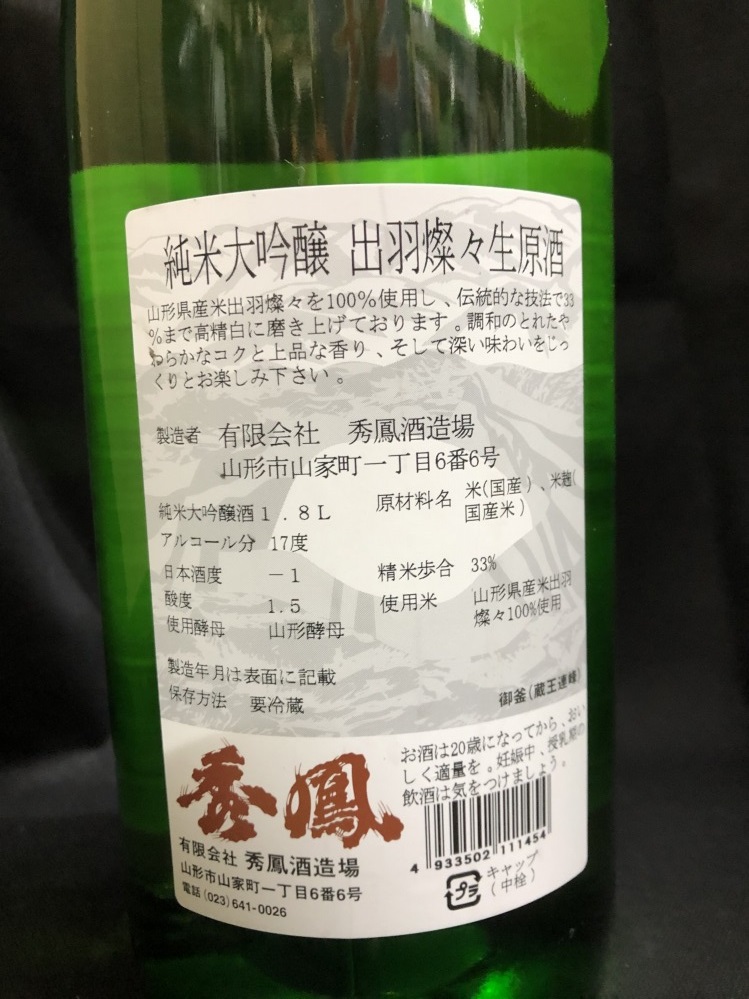 純米大吟醸 出羽燦々生原酒
山形県産米出羽燦々を100%使用し、伝統的な技法で33
%まで高精白に磨き上げております。調和のとれたや
わらかなコクと上品な香り、そして深い味わいをじっ
くりとお楽しみ下さい。
製造者 有限会社 秀鳳酒造場
山形市山家町一丁目6番6号
純米大吟醸酒 1.8L
アルコール分 17度
日本酒度 -1
酸度 1.5
使用酵母 山形酵母
原材料名 米(国産)、米麹(
国産米)
精米歩合 33%
使用米 山形県産米出羽
燦々100%使用
製造年月は表面に記載
保存方法 要冷蔵
御釜(蔵王連峰)
お酒は20歳になってから、おい
しく適量を。妊娠中、授乳期の
飲酒は気をつけましょう。
秀鳳
有限会社 秀鳳酒造場
山形市山家町一丁目6番6号
電話(023)641-0026
4 933502 111454
プラ
キャップ
(中栓)